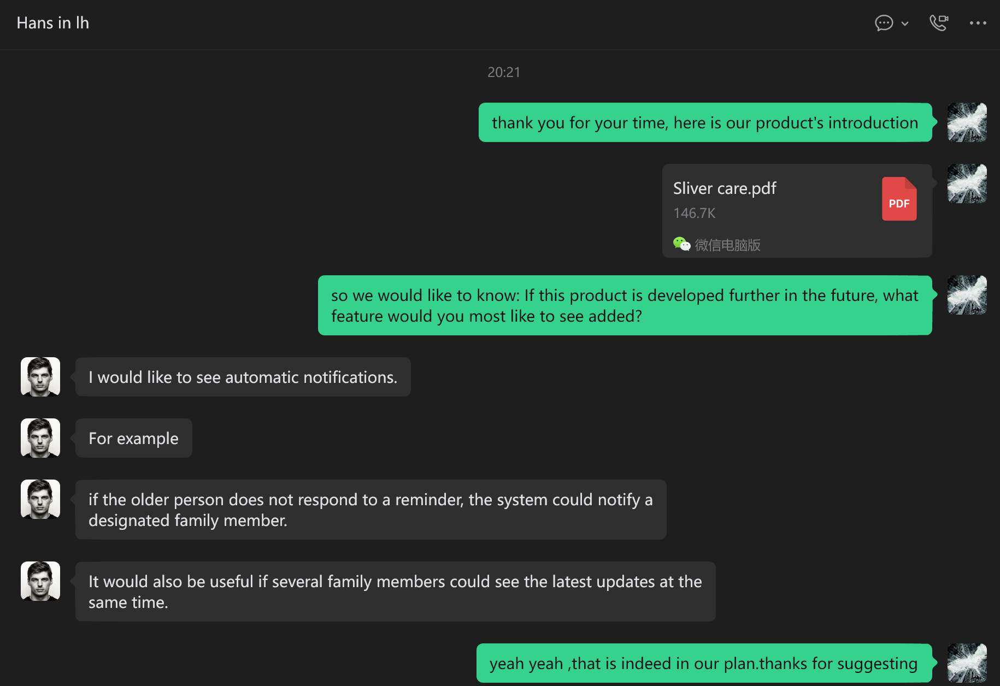 Hans in lh
20:21
thank you for your time, here is our product's introduction
Sliver care.pdf
146.7K
PDF
微信电脑版
so we would like to know: If this product is developed further in the future, what
feature would you most like to see added?
I would like to see automatic notifications.
For example
if the older person does not respond to a reminder, the system could notify a
designated family member.
It would also be useful if several family members could see the latest updates at the
same time.
yeah yeah ,that is indeed in our plan.thanks for suggesting